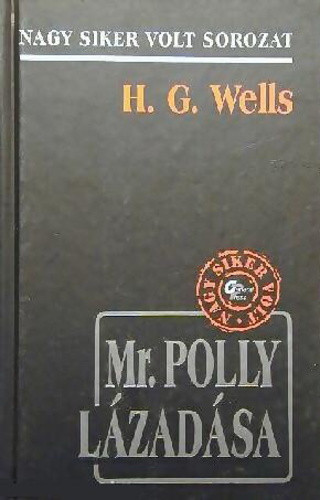 NAGY SIKER VOLT SOROZAT
H. G. Wells
NAGY SIKER VOLT
Mr. POLLY
LÁZADÁSA